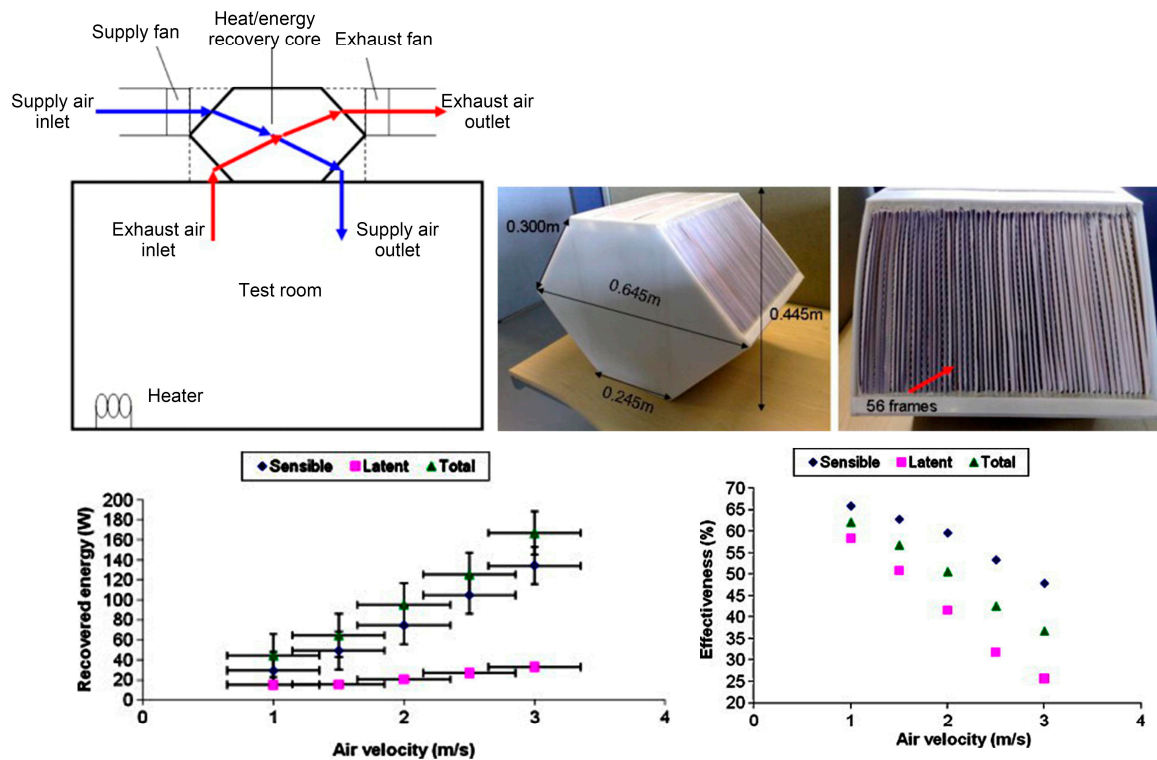 Supply fan
Heat/energy
recovery core
Exhaust fan
Supply air
inlet
Exhaust air
outlet
Exhaust air
inlet
Supply air
outlet
Test room
Heater
0.300m
0.645m
0.445m
0.245m
56 frames
Sensible Latent Total
Recovered energy (W)
200
180
160
140
120
100
80
60
40
20
0
0 1 2 3 4
Air velocity (m/s)
Sensible Latent Total
Effectiveness (%)
70
65
60
55
50
45
40
35
30
25
20
0 1 2 3 4
Air velocity (m/s)